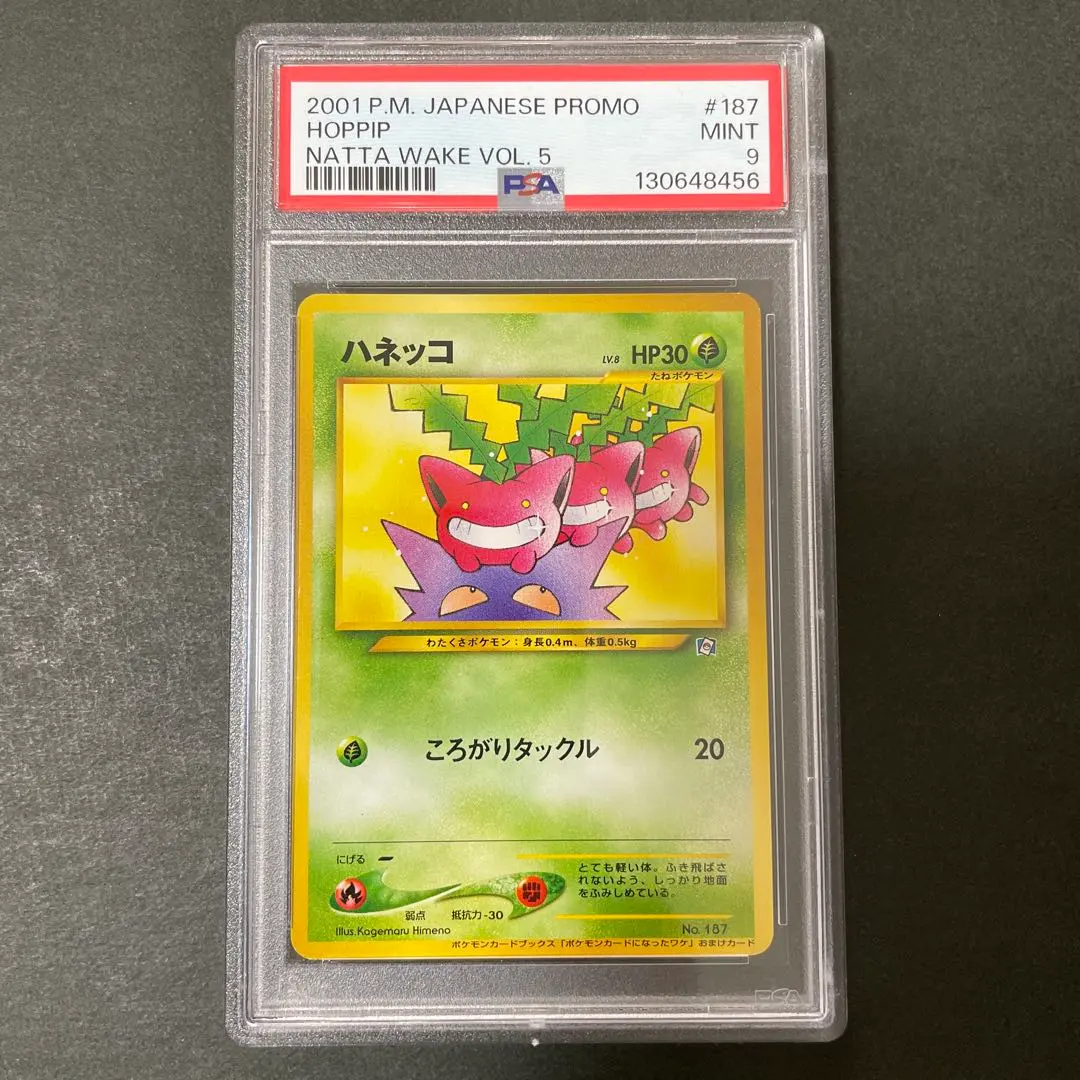 2001 P.M. JAPANESE PROMO #187
HOPPIP MINT
NATTA WAKE VOL. 5 9
PSA 130648456
ハネッコ LV.8 HP30
たねポケモン
わたくさポケモン：身長0.4m、体重0.5kg
ころがりタックル 20
にげる
弱点 抵抗力 -30
とても軽い体。ふき飛ばさ
れないよう、しっかり地面
をふみしめている。
Illus. Kagemaru Himeno No. 187
ポケモンカードブックス「ポケモンカードになったワケ」おまけカード
PSA